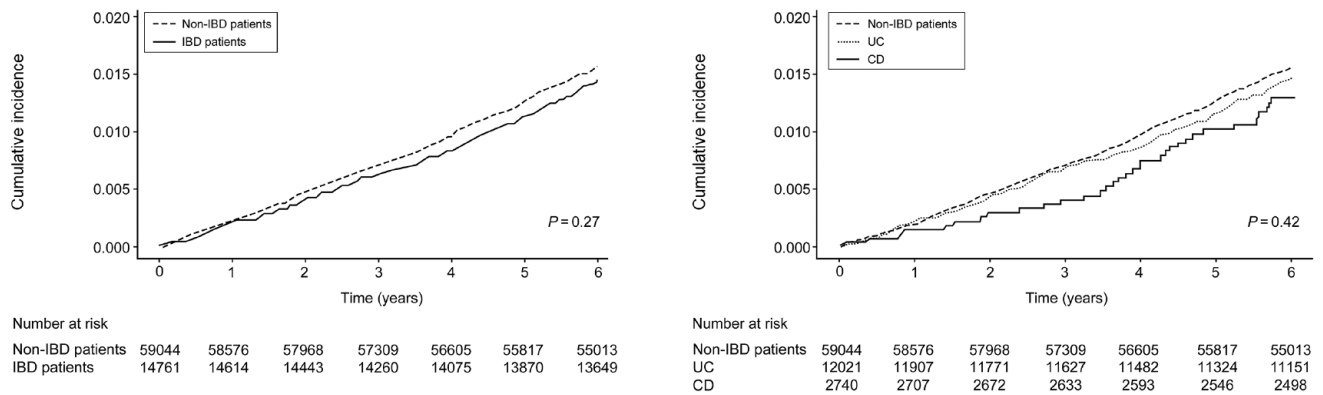 0.020
0.015
0.010
0.005
0.000
Cumulative incidence
Non-IBD patients
IBD patients
P = 0.27
0 1 2 3 4 5 6
Time (years)
Number at risk
Non-IBD patients 59044 58576 57968 57309 56605 55817 55013
IBD patients 14761 14614 14443 14260 14075 13870 13649
0.020
0.015
0.010
0.005
0.000
Cumulative incidence
Non-IBD patients
UC
CD
P = 0.42
0 1 2 3 4 5 6
Time (years)
Number at risk
Non-IBD patients 59044 58576 57968 57309 56605 55817 55013
UC 12021 11907 11771 11627 11482 11324 11151
CD 2740 2707 2672 2633 2593 2546 2498